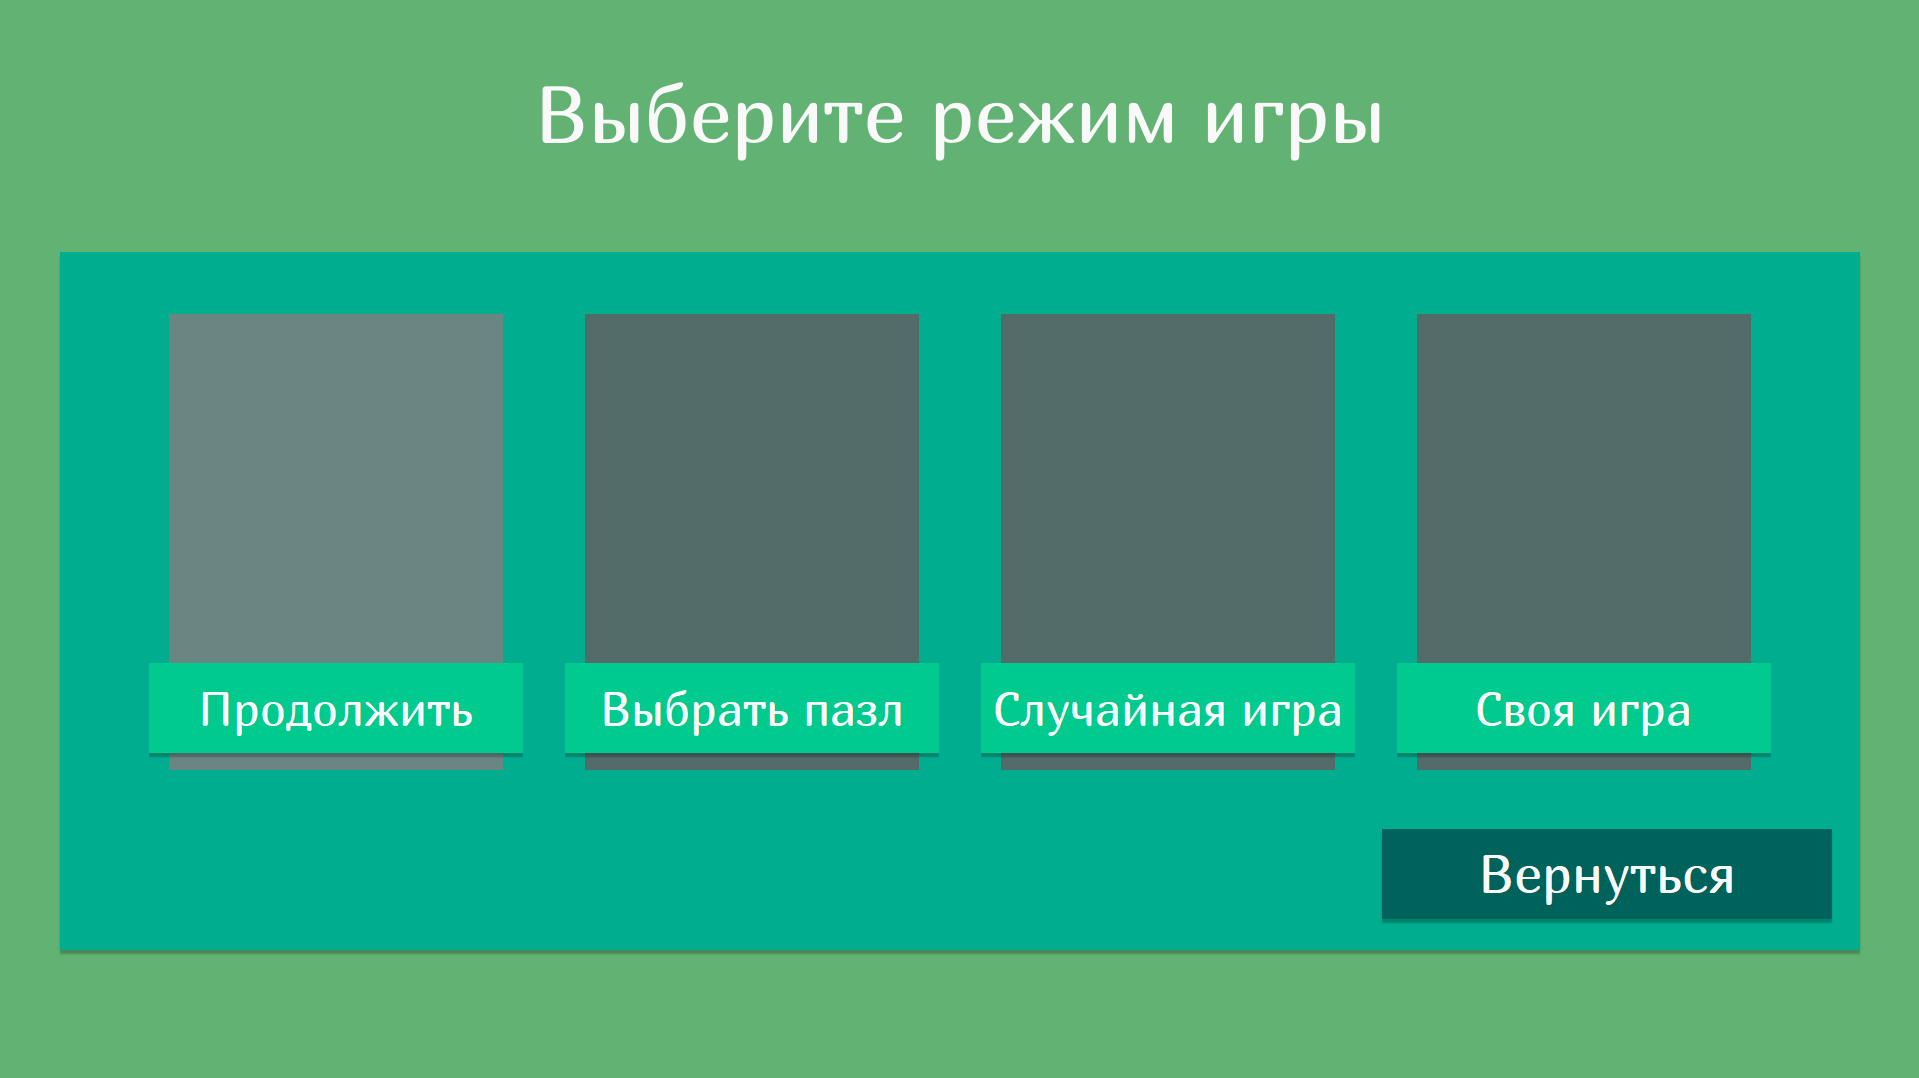 Выберите режим игры
Продолжить
Выбрать пазл
Случайная игра
Своя игра
Вернуться